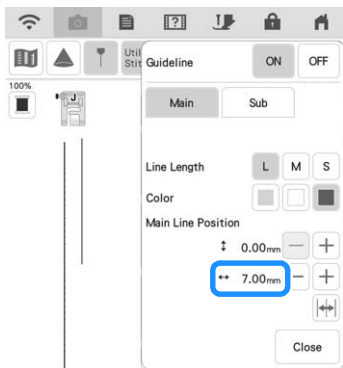 Util
Stit
Guideline
ON
OFF
100%
J
Main
Sub
Line Length
L
M
S
Color
Main Line Position
0.00mm
7.00mm
Close